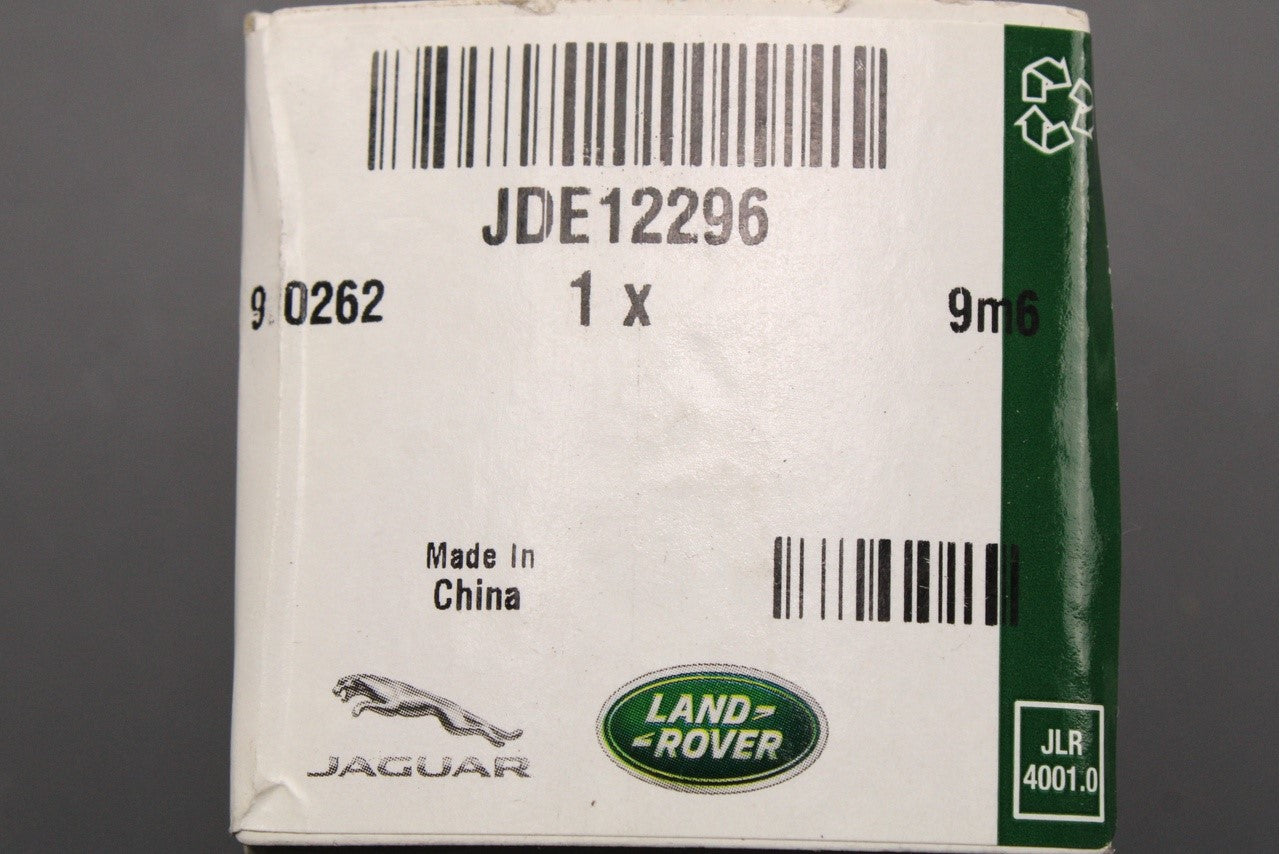 JDE12296
9 0262 1 x 9m6
Made In
China
JAGUAR
LAND
ROVER
JLR
4001.0